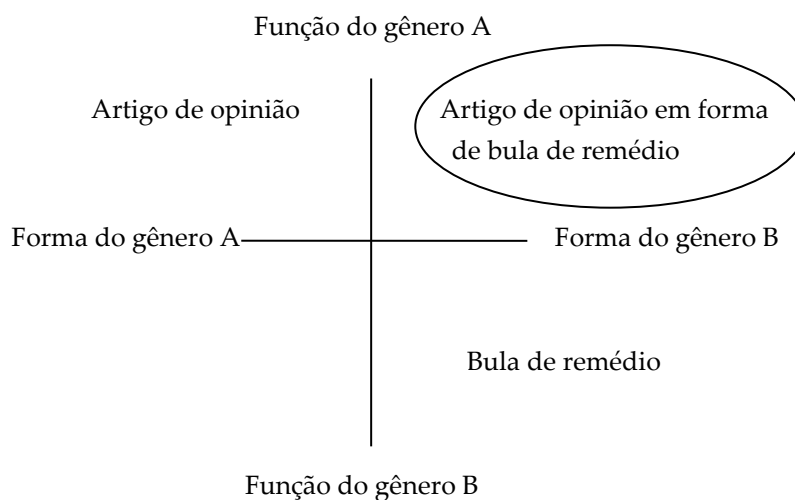 Função do gênero A
Artigo de opinião
Artigo de opinião em forma
de bula de remédio
Forma do gênero A
Forma do gênero B
Bula de remédio
Função do gênero B